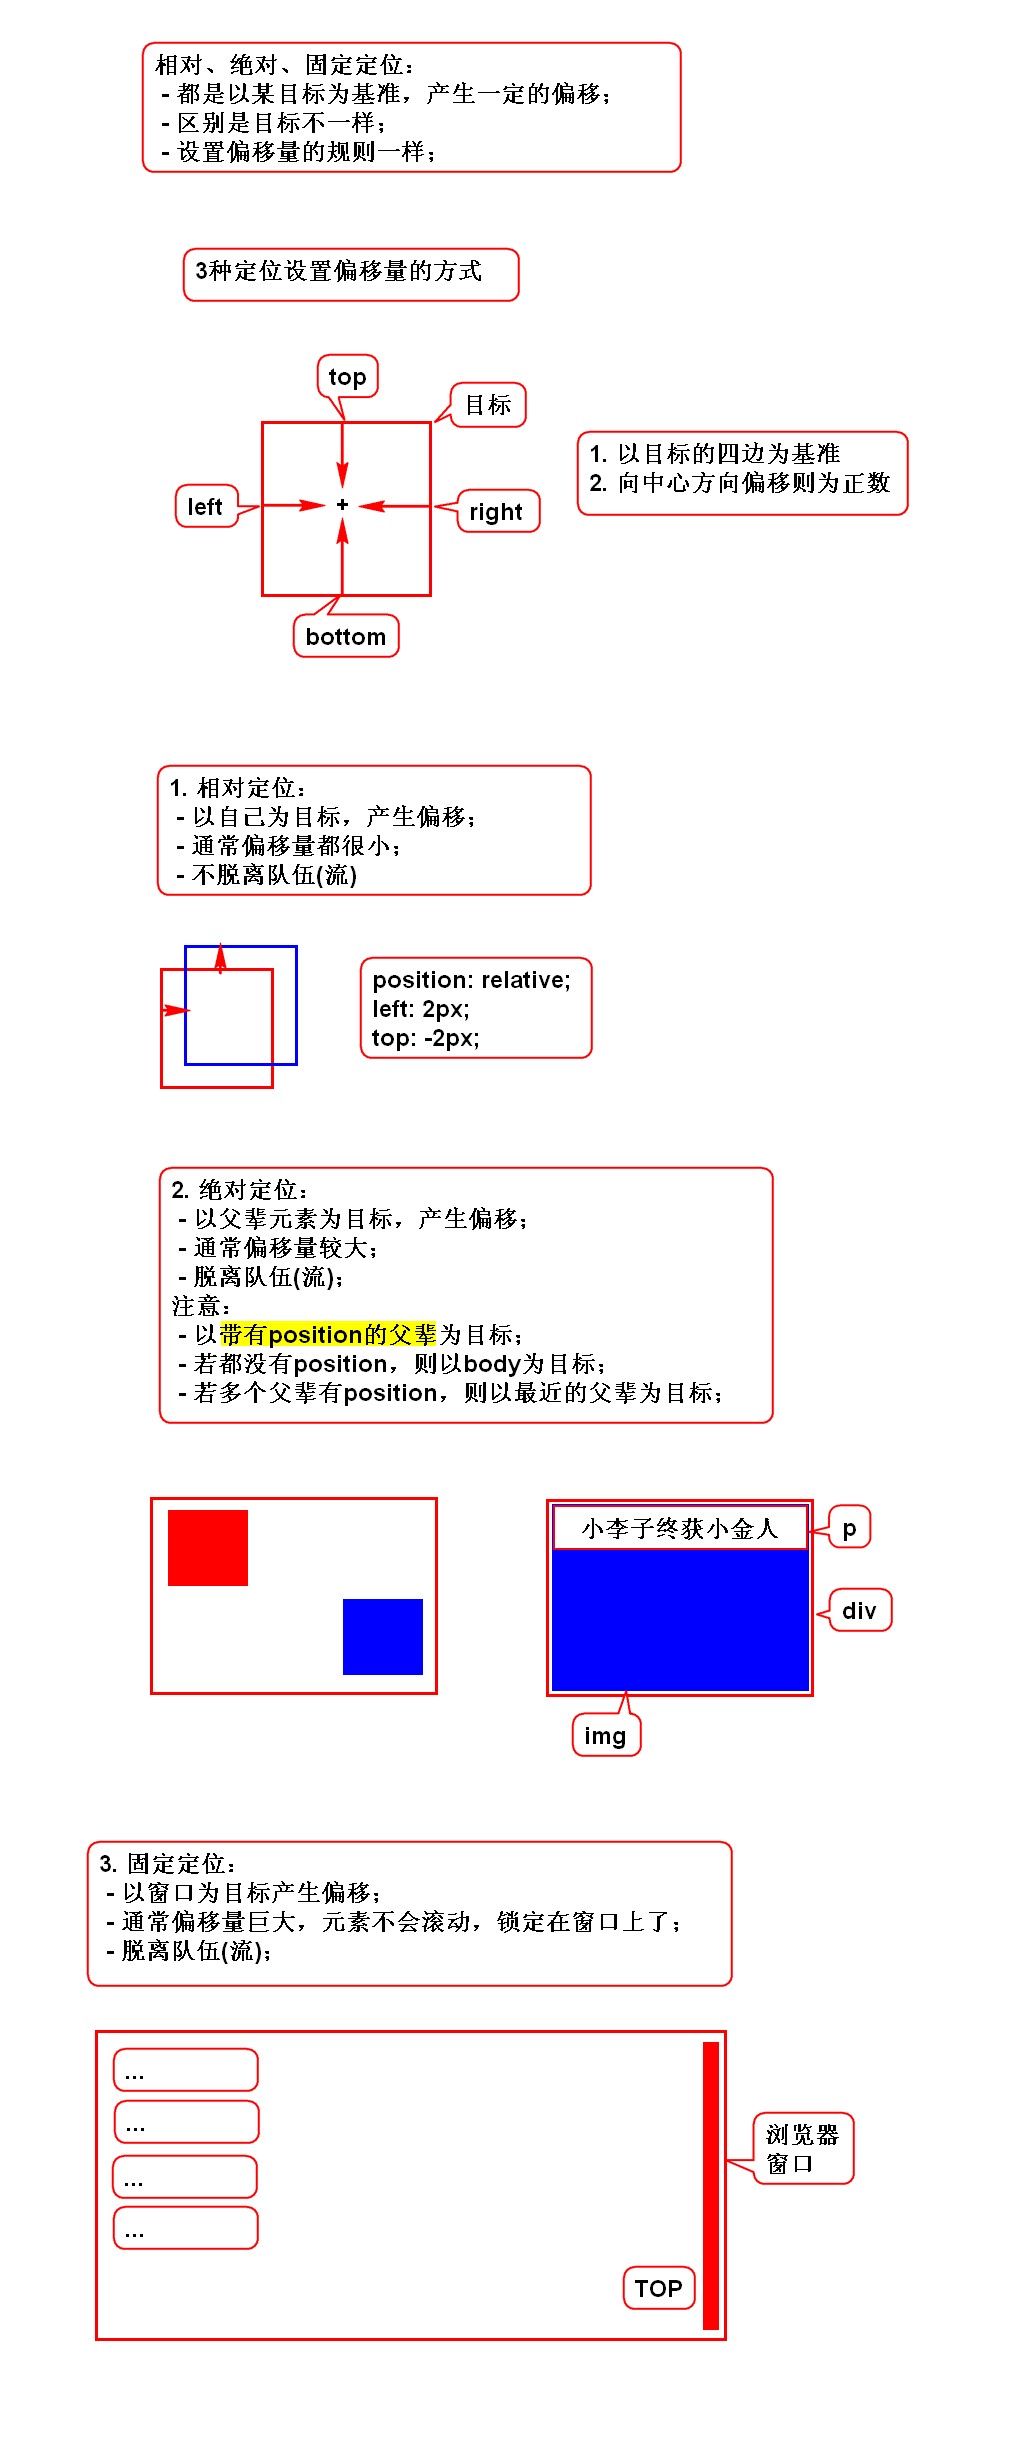 相对、绝对、固定定位：
- 都是以某目标为基准，产生一定的偏移；
- 区别是目标不一样；
- 设置偏移量的规则一样；
3种定位设置偏移量的方式
top
目标
1. 以目标的四边为基准
2. 向中心方向偏移则为正数
left
+
right
bottom
1. 相对定位：
- 以自己为目标，产生偏移；
- 通常偏移量都很小；
- 不脱离队伍(流)
position: relative;
left: 2px;
top: -2px;
2. 绝对定位：
- 以父辈元素为目标，产生偏移；
- 通常偏移量较大；
- 脱离队伍(流)；
注意：
- 以带有position的父辈为目标；
- 若都没有position，则以body为目标；
- 若多个父辈有position，则以最近的父辈为目标；
小李子终获小金人
p
div
img
3. 固定定位：
- 以窗口为目标产生偏移；
- 通常偏移量巨大，元素不会滚动，锁定在窗口上了；
- 脱离队伍(流)；
...
...
...
...
浏览器
窗口
TOP